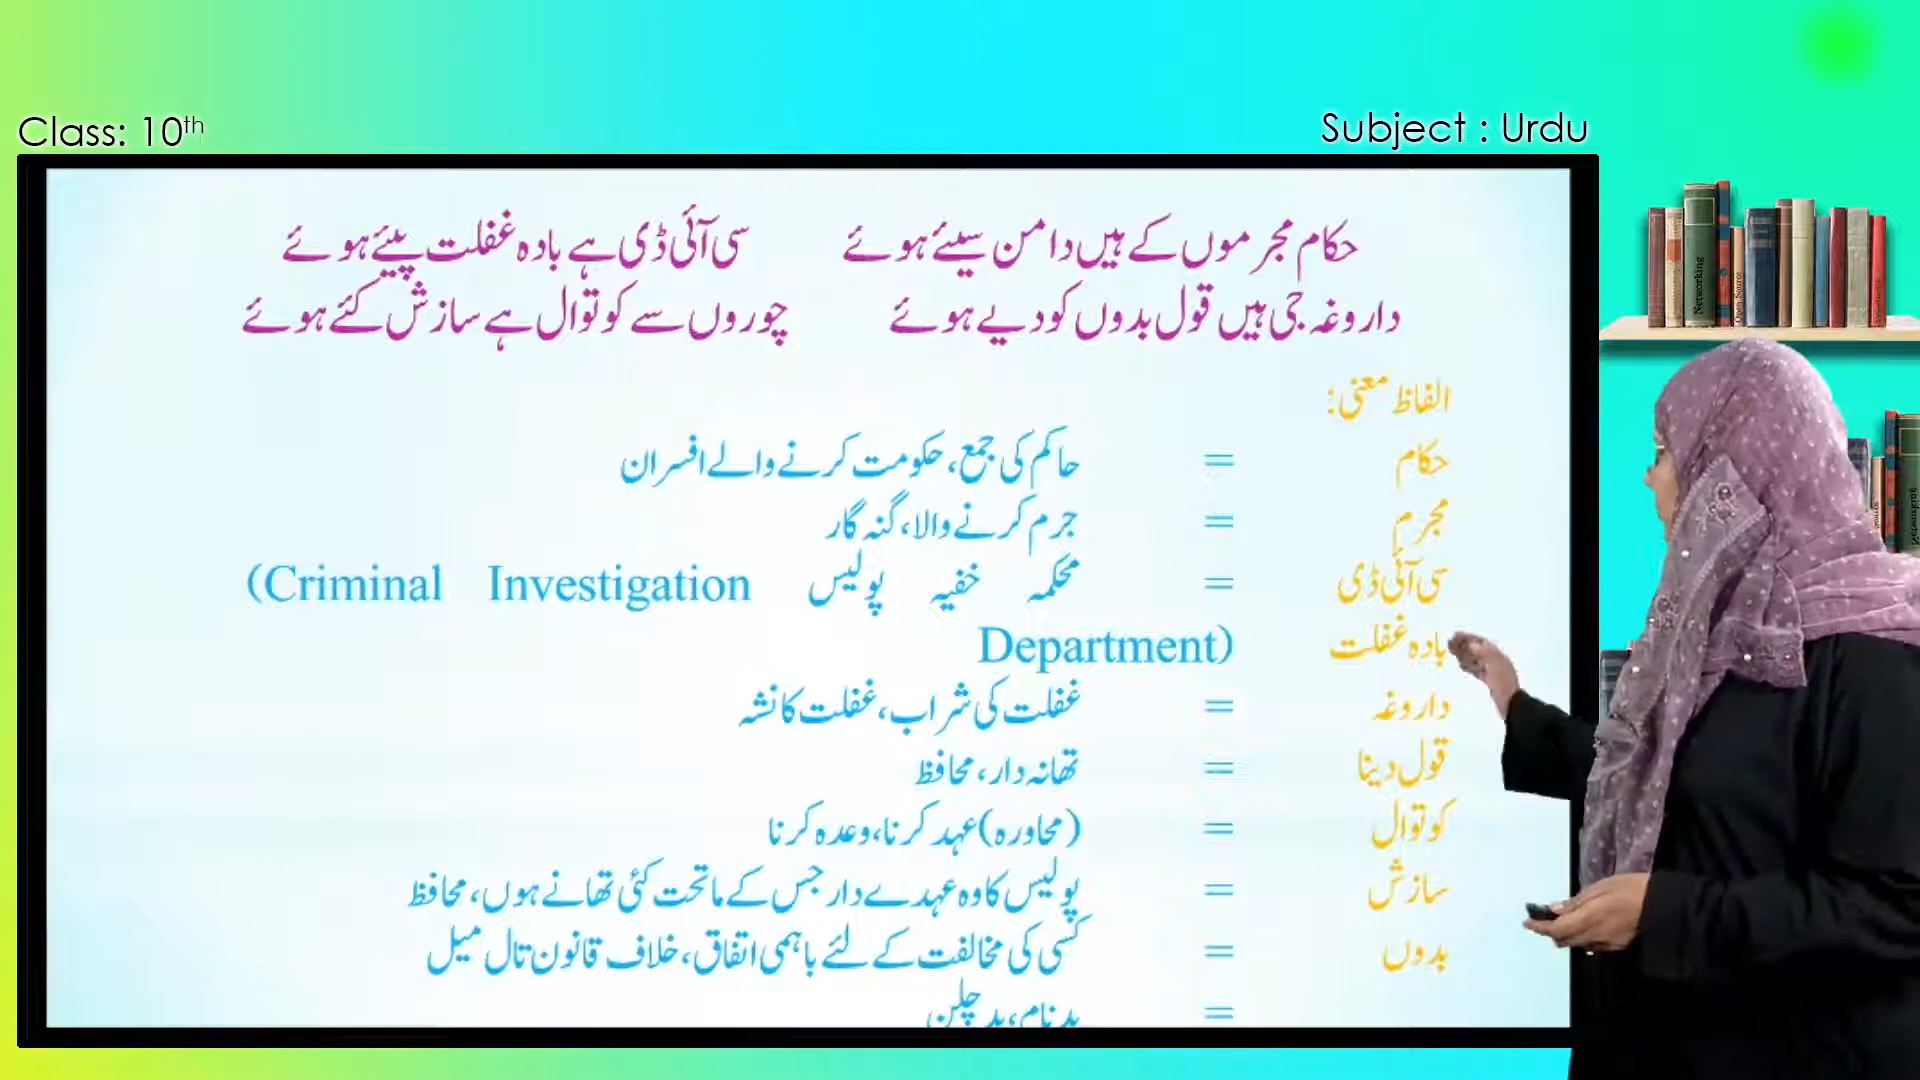 Class: 10th
Subject : Urdu
حکام مجرموں کے ہیں دامن سیئے ہوئے سی آئی ڈی ہے بادہ غفلت پیئے ہوئے
داروغہ جی ہیں قول بدوں کو دیے ہوئے چوروں سے کوتوال ہے سازش کئے ہوئے
الفاظ معنی:
حکام = حاکم کی جمع، حکومت کرنے والے افسران
مجرم = جرم کرنے والا، گنہ گار
سی آئی ڈی = محکمہ خفیہ پولیس (Criminal Investigation
بادہ غفلت Department)
داروغہ = غفلت کی شراب، غفلت کا نشہ
قول دینا = تھانہ دار، محافظ
کوتوال = (محاورہ) عہد کرنا، وعدہ کرنا
سازش = پولیس کا وہ عہدے دار جس کے ماتحت کئی تھانے ہوں، محافظ
بدوں = کسی کی مخالفت کے لئے باہمی اتفاق، خلاف قانون تال میل
= بدنام، بد چلن
Networking
Open Source